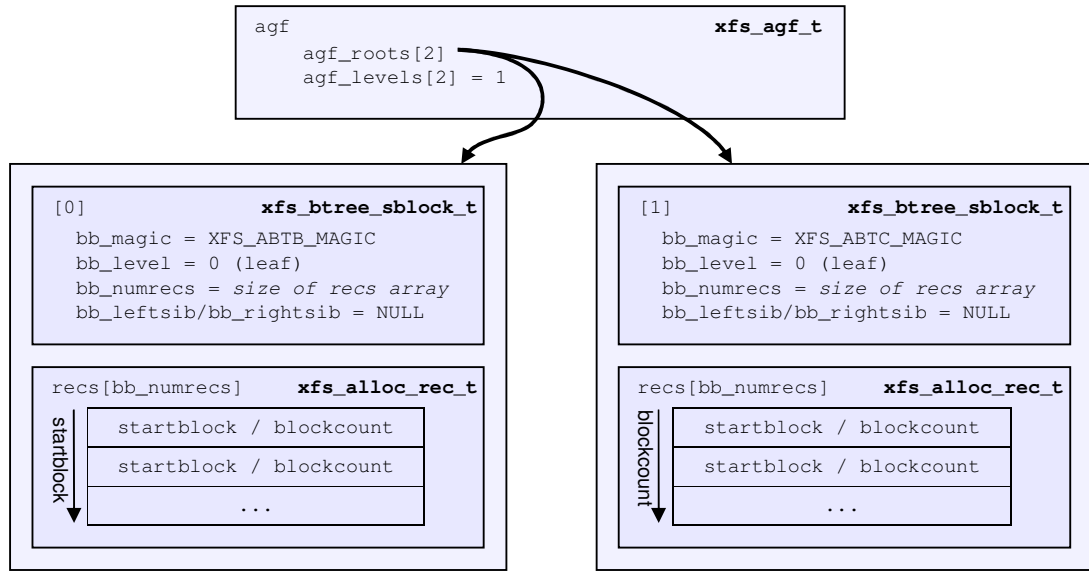 agf xfs_agf_t
agf_roots[2]
agf_levels[2] = 1
[0] xfs_btree_sblock_t
bb_magic = XFS_ABTB_MAGIC
bb_level = 0 (leaf)
bb_numrecs = size of recs array
bb_leftsib/bb_rightsib = NULL
recs[bb_numrecs] xfs_alloc_rec_t
startblock
startblock / blockcount
startblock / blockcount
...
[1] xfs_btree_sblock_t
bb_magic = XFS_ABTC_MAGIC
bb_level = 0 (leaf)
bb_numrecs = size of recs array
bb_leftsib/bb_rightsib = NULL
recs[bb_numrecs] xfs_alloc_rec_t
blockcount
startblock / blockcount
startblock / blockcount
...